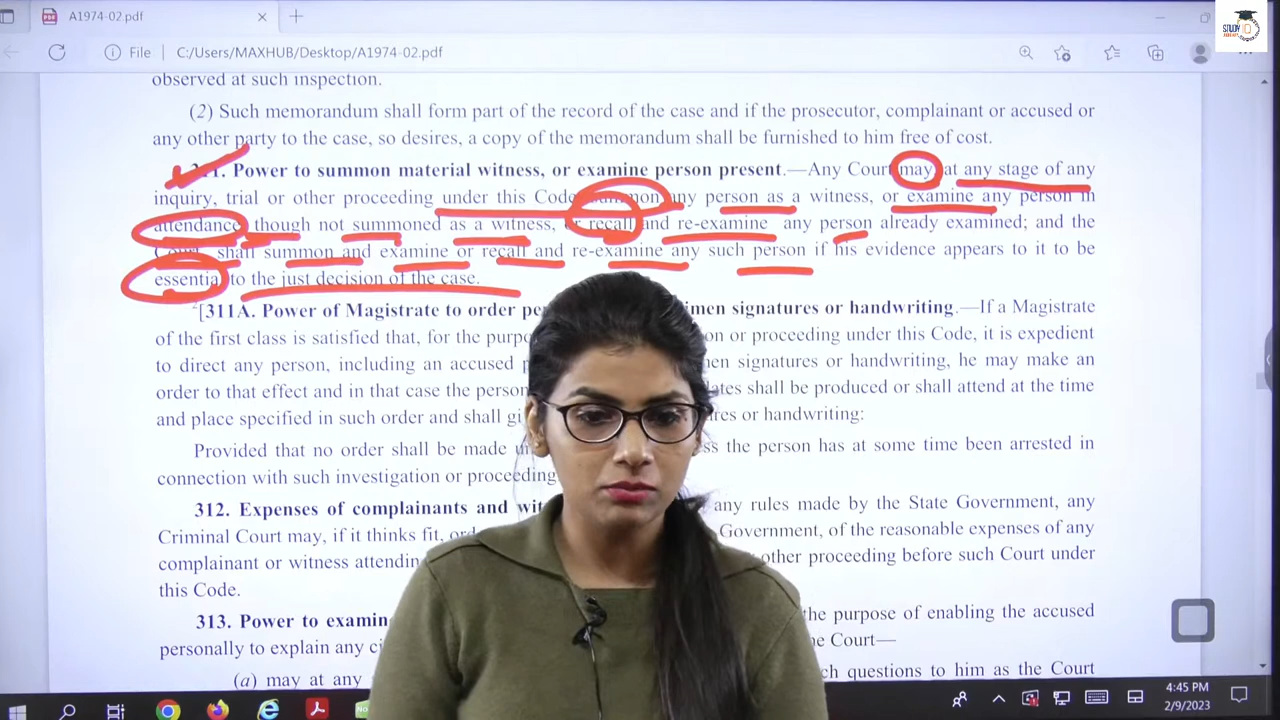 A1974-02.pdf
STUDY IQ
File C:/Users/MAXHUB/Desktop/A1974-02.pdf
observed at such inspection.
(2) Such memorandum shall form part of the record of the case and if the prosecutor, complainant or accused or
any other party to the case, so desires, a copy of the memorandum shall be furnished to him free of cost.
Power to summon material witness, or examine person present.—Any Court may at any stage of any
inquiry, trial or other proceeding under this Code summon any person as a witness, or examine any person in
attendance though not summoned as a witness, or recall and re-examine any person already examined; and the
Court shall summon and examine or recall and re-examine any such person if his evidence appears to it to be
essential to the just decision of the case.
[311A. Power of Magistrate to order signatures or handwriting.—If a Magistrate
of the first class is satisfied that, for the or proceeding under this Code, it is expedient
to direct any person, including an accused signatures or handwriting, he may make an
order to that effect and in that case the person shall be produced or shall attend at the time
and place specified in such order and shall or handwriting:
Provided that no order shall be made the person has at some time been arrested in
connection with such investigation or proceeding
312. Expenses of complainants and any rules made by the State Government, any
Criminal Court may, if it thinks fit, Government, of the reasonable expenses of any
complainant or witness attending other proceeding before such Court under
this Code.
313. Power to the purpose of enabling the accused
personally to explain any Court—
(a) may at any questions to him as the Court
4:45 PM
2/9/2023